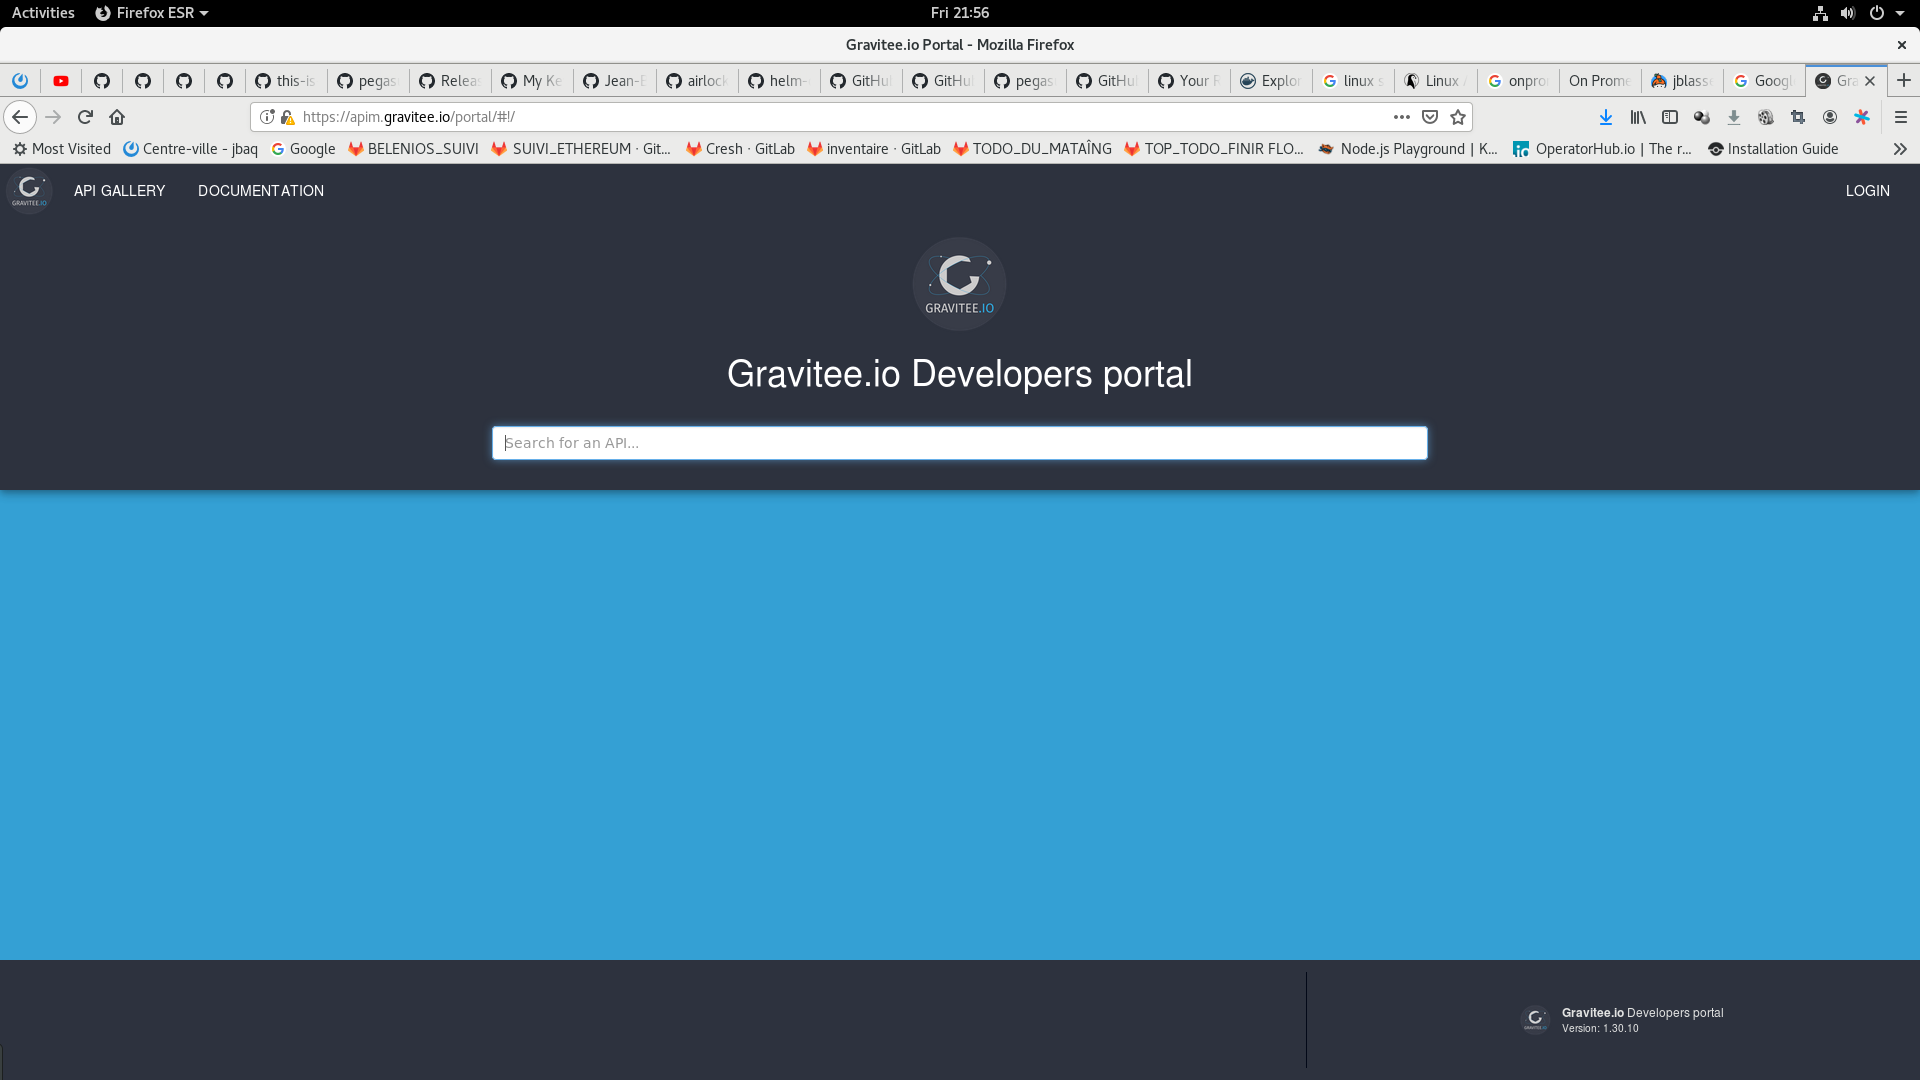 Activities Firefox ESR Fri 21:56
Gravitee.io Portal - Mozilla Firefox
this-is pegas Relea My Ke Jean- airlock helm- GitHu GitHu pegas GitHu Your Explor linux s Linux onpro On Prome jblass Googl Gra
https://apim.gravitee.io/portal/#!/
Most Visited Centre-ville - jbaq Google BELENIOS_SUIVI SUIVI_ETHEREUM · Git... Cresh · GitLab inventaire · GitLab TODO_DU_MATAÎNG TOP_TODO_FINIR FLO... Node.js Playground | K... OperatorHub.io | The r... Installation Guide
GRAVITEE.IO API GALLERY DOCUMENTATION LOGIN
GRAVITEE.IO
Gravitee.io Developers portal
Search for an API...
Gravitee.io Developers portal
Version: 1.30.10